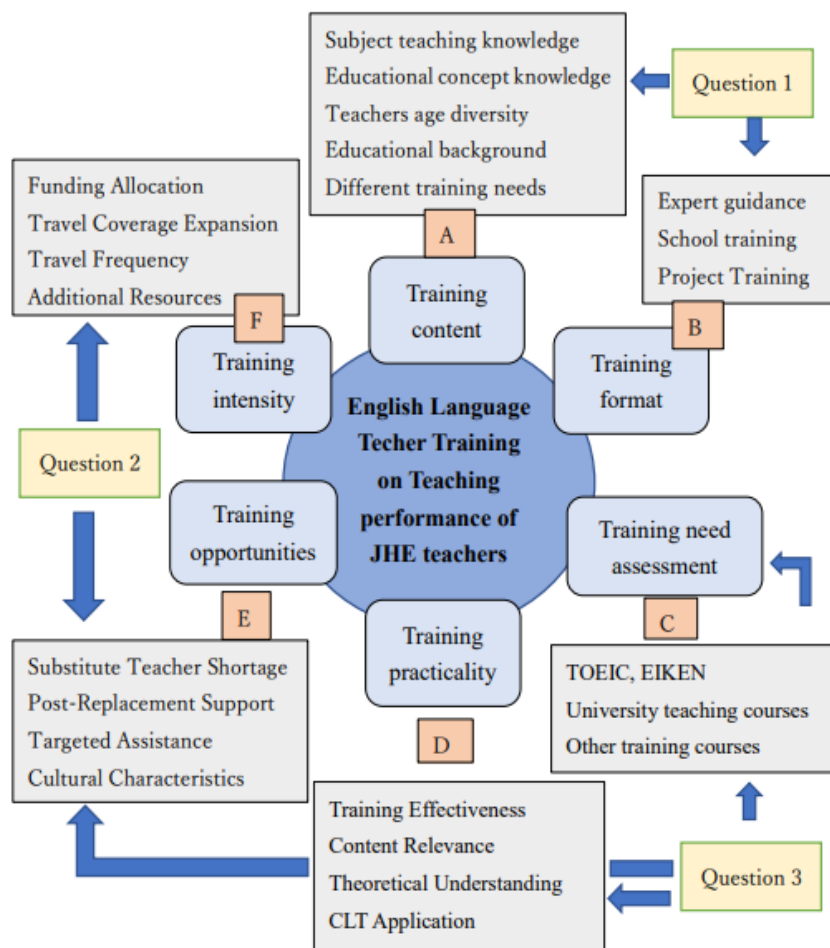 Subject teaching knowledge
Educational concept knowledge
Teachers age diversity
Educational background
Different training needs
Question 1
Funding Allocation
Travel Coverage Expansion
Travel Frequency
Additional Resources
Expert guidance
School training
Project Training
A
Training
content
F
Training
intensity
B
Training
format
English Language
Techer Training
on Teaching
performance of
JHE teachers
Question 2
Training
opportunities
Training need
assessment
E
C
Training
practicality
D
Substitute Teacher Shortage
Post-Replacement Support
Targeted Assistance
Cultural Characteristics
TOEIC, EIKEN
University teaching courses
Other training courses
Training Effectiveness
Content Relevance
Theoretical Understanding
CLT Application
Question 3